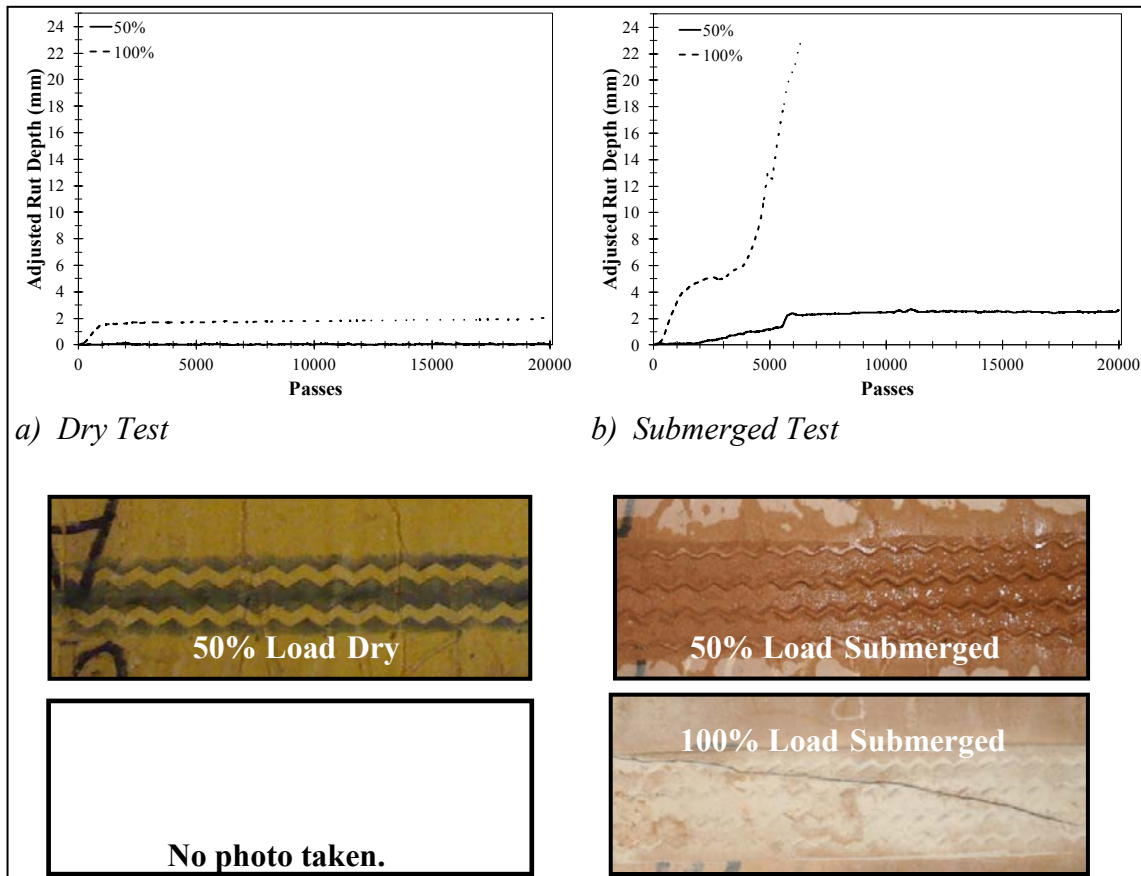 24
22
20
18
16
14
12
10
8
6
4
2
0
Adjusted Rut Depth (mm)
50%
100%
0 5000 10000 15000 20000
Passes
a) Dry Test
24
22
20
18
16
14
12
10
8
6
4
2
0
Adjusted Rut Depth (mm)
50%
100%
0 5000 10000 15000 20000
Passes
b) Submerged Test
50% Load Dry
50% Load Submerged
No photo taken.
100% Load Submerged